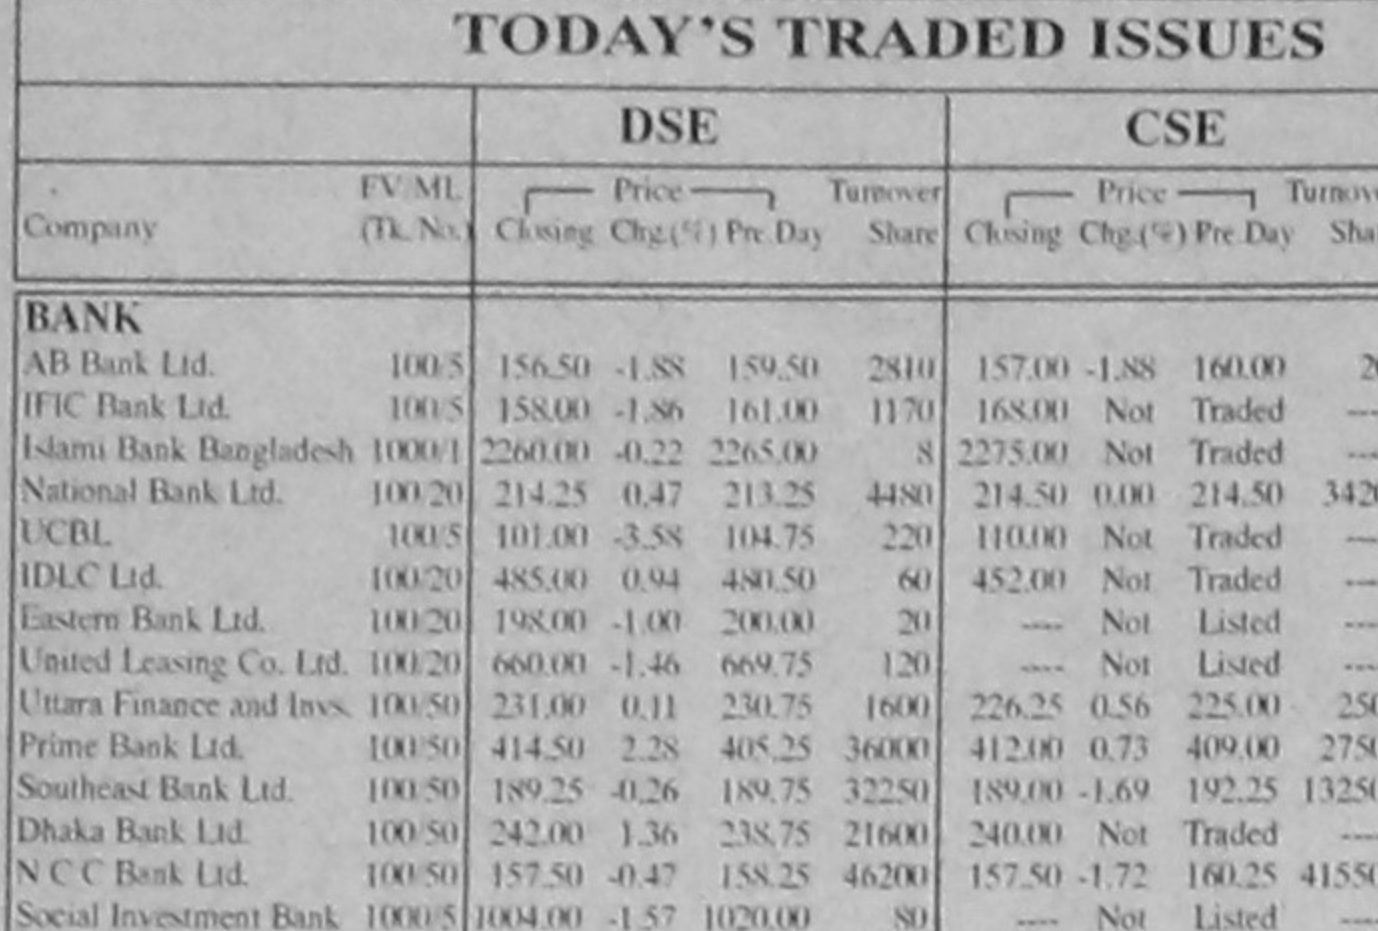 TODAY'S TRADED ISSUES
DSE CSE
FV/ML Price Turnover Price
Company (Tk. No.) Closing Chg.(%) Pre.Day Share Closing Chg.(%) Pre.Day
BANK
AB Bank Ltd. 100/5 156.50 -1.88 159.50 2810 157.00 -1.88 160.00
IFIC Bank Ltd. 100/5 158.00 -1.86 161.00 1170 168.00 Not Traded ---
Islami Bank Bangladesh 1000/1 2260.00 -0.22 2265.00 8 2275.00 Not Traded ---
National Bank Ltd. 100/20 214.25 0.47 213.25 4480 214.50 0.00 214.50 3420
UCBL 100/5 101.00 -3.58 104.75 220 110.00 Not Traded ---
IDLC Ltd. 100/20 485.00 0.94 480.50 60 452.00 Not Traded ---
Eastern Bank Ltd. 100/20 198.00 -1.00 200.00 20 ---- Not Listed ---
United Leasing Co. Ltd. 100/20 660.00 -1.46 669.75 120 ---- Not Listed ----
Uttara Finance and Invs. 100/50 231.00 0.11 230.75 1600 226.25 0.56 225.00 250
Prime Bank Ltd. 100/50 414.50 2.28 405.25 36000 412.00 0.73 409.00 2750
Southeast Bank Ltd. 100/50 189.25 -0.26 189.75 32250 189.00 -1.69 192.25 13250
Dhaka Bank Ltd. 100/50 242.00 1.36 238.75 21600 240.00 Not Traded ----
N C C Bank Ltd. 100/50 157.50 -0.47 158.25 46200 157.50 -1.72 160.25 41550
Social Investment Bank 1000/5 1004.00 -1.57 1020.00 80 ---- Not Listed ----